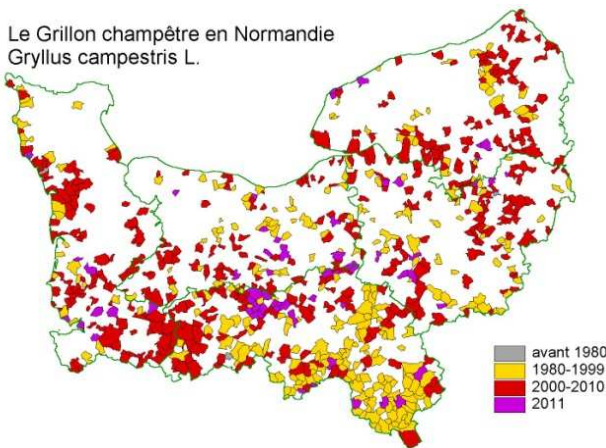 Le Grillon champêtre en Normandie
Gryllus campestris L.
avant 1980
1980-1999
2000-2010
2011